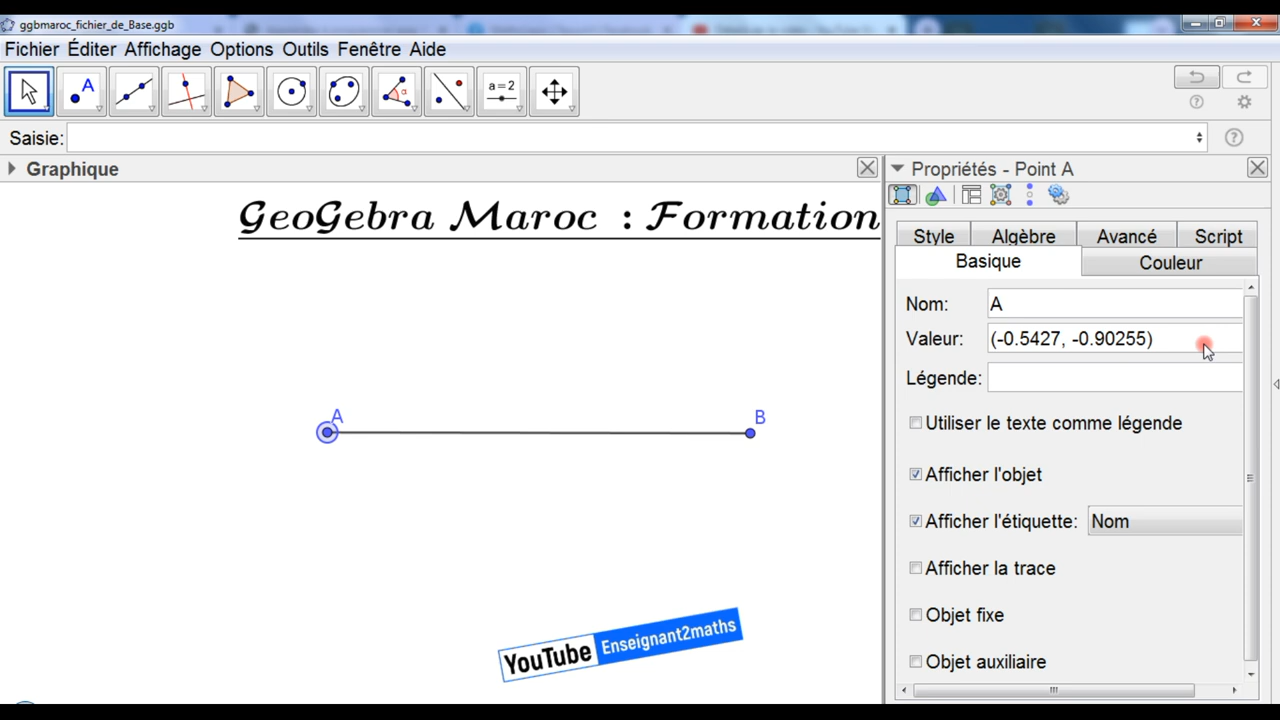 ggbmaroc_fichier_de_Base.ggb
Fichier Éditer Affichage Options Outils Fenêtre Aide
A
α
a=2
Saisie:
Graphique
Propriétés - Point A
GeoGebra Maroc : Formation
Style Algèbre Avancé Script
Basique Couleur
Nom: A
Valeur: (-0.5427, -0.90255)
Légende:
A
B
Utiliser le texte comme légende
Afficher l'objet
Afficher l'étiquette: Nom
Afficher la trace
Objet fixe
YouTube Enseignant2maths
Objet auxiliaire